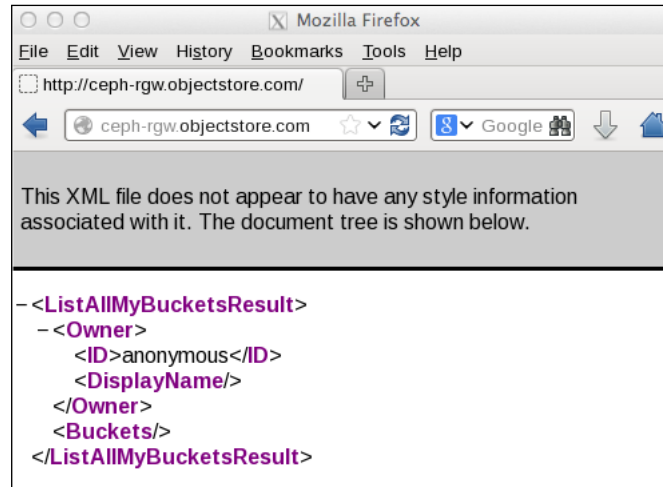 Mozilla Firefox
File Edit View History Bookmarks Tools Help
http://ceph-rgw.objectstore.com/
ceph-rgw.objectstore.com Google
This XML file does not appear to have any style information
associated with it. The document tree is shown below.
–<ListAllMyBucketsResult>
–<Owner>
<ID>anonymous</ID>
<DisplayName/>
</Owner>
<Buckets/>
</ListAllMyBucketsResult>